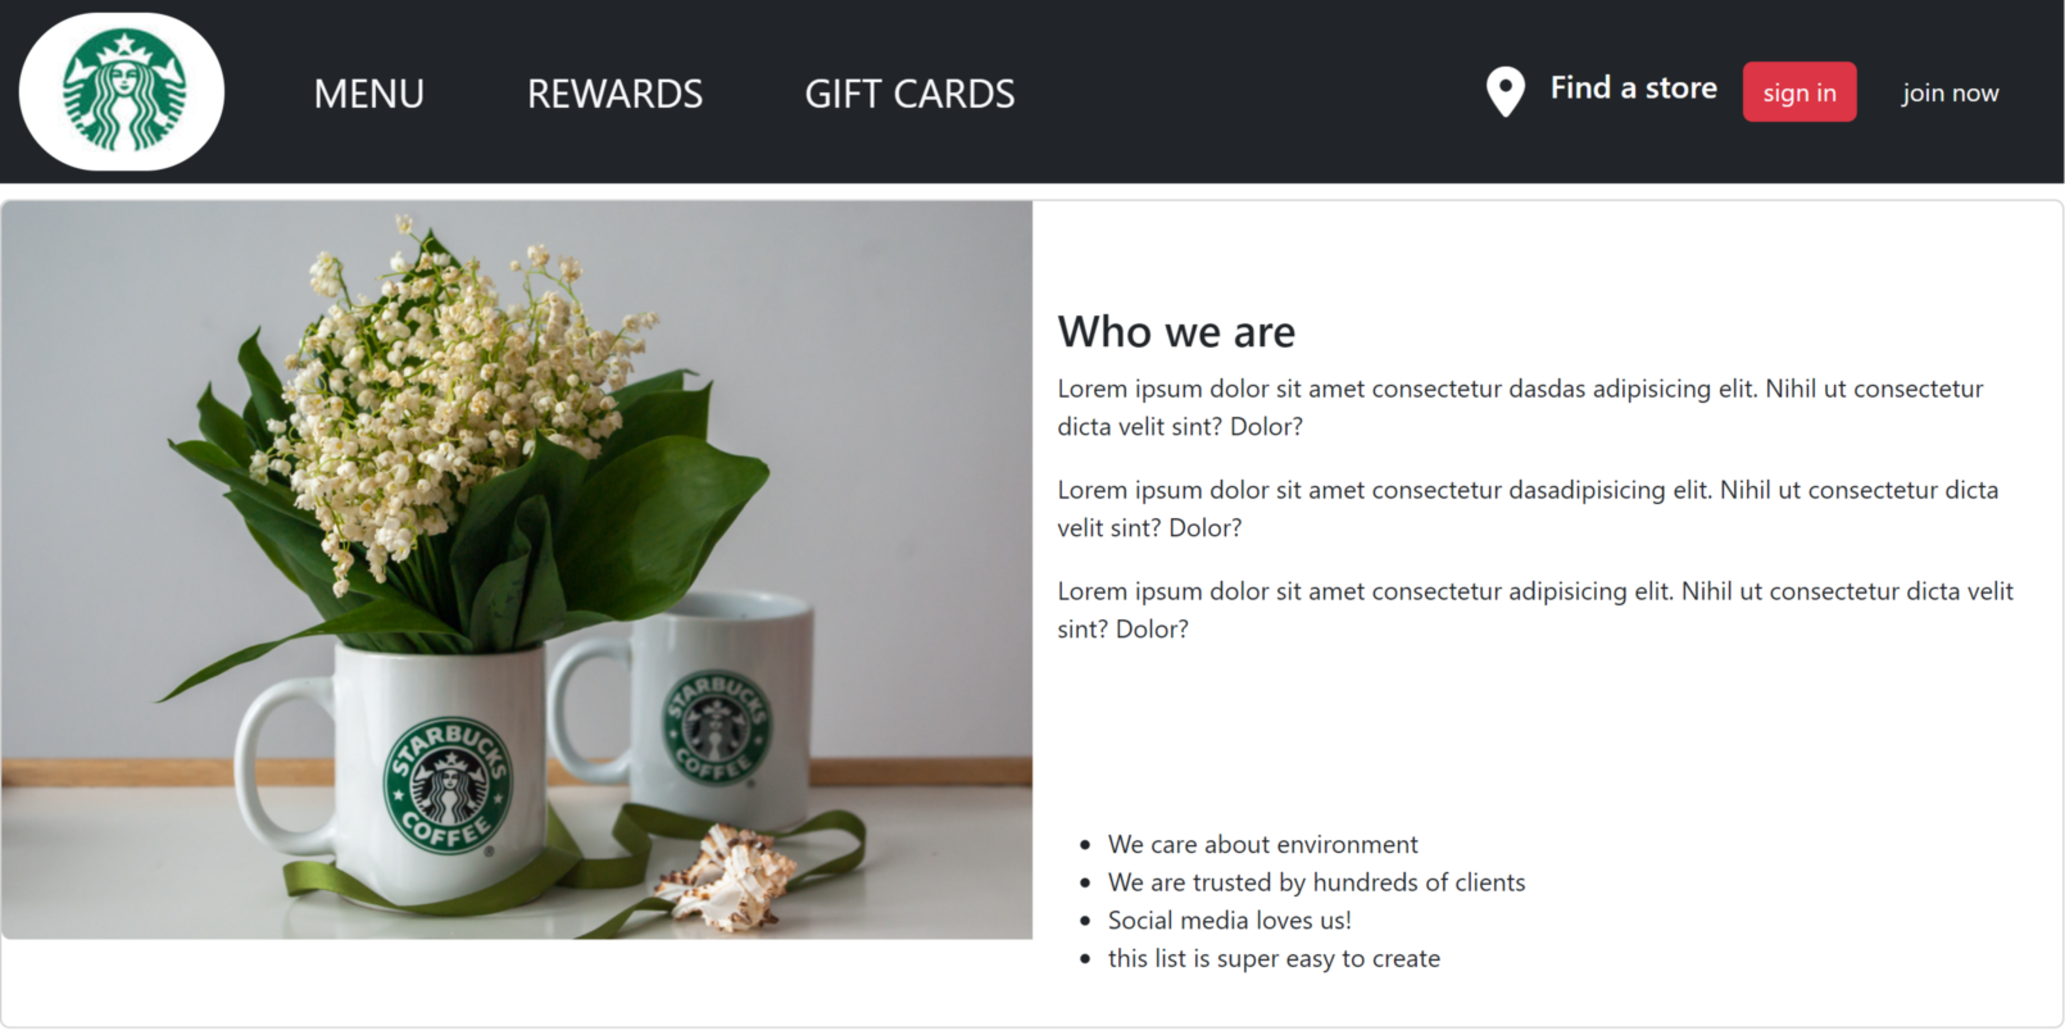 MENU
REWARDS
GIFT CARDS
Find a store
sign in
join now
Who we are
Lorem ipsum dolor sit amet consectetur dasdas adipisicing elit. Nihil ut consectetur
dicta velit sint? Dolor?
Lorem ipsum dolor sit amet consectetur dasadipisicing elit. Nihil ut consectetur dicta
velit sint? Dolor?
Lorem ipsum dolor sit amet consectetur adipisicing elit. Nihil ut consectetur dicta velit
sint? Dolor?
STARBUCKS
COFFEE
®
STARBUCKS
COFFEE
• We care about environment
• We are trusted by hundreds of clients
• Social media loves us!
• this list is super easy to create